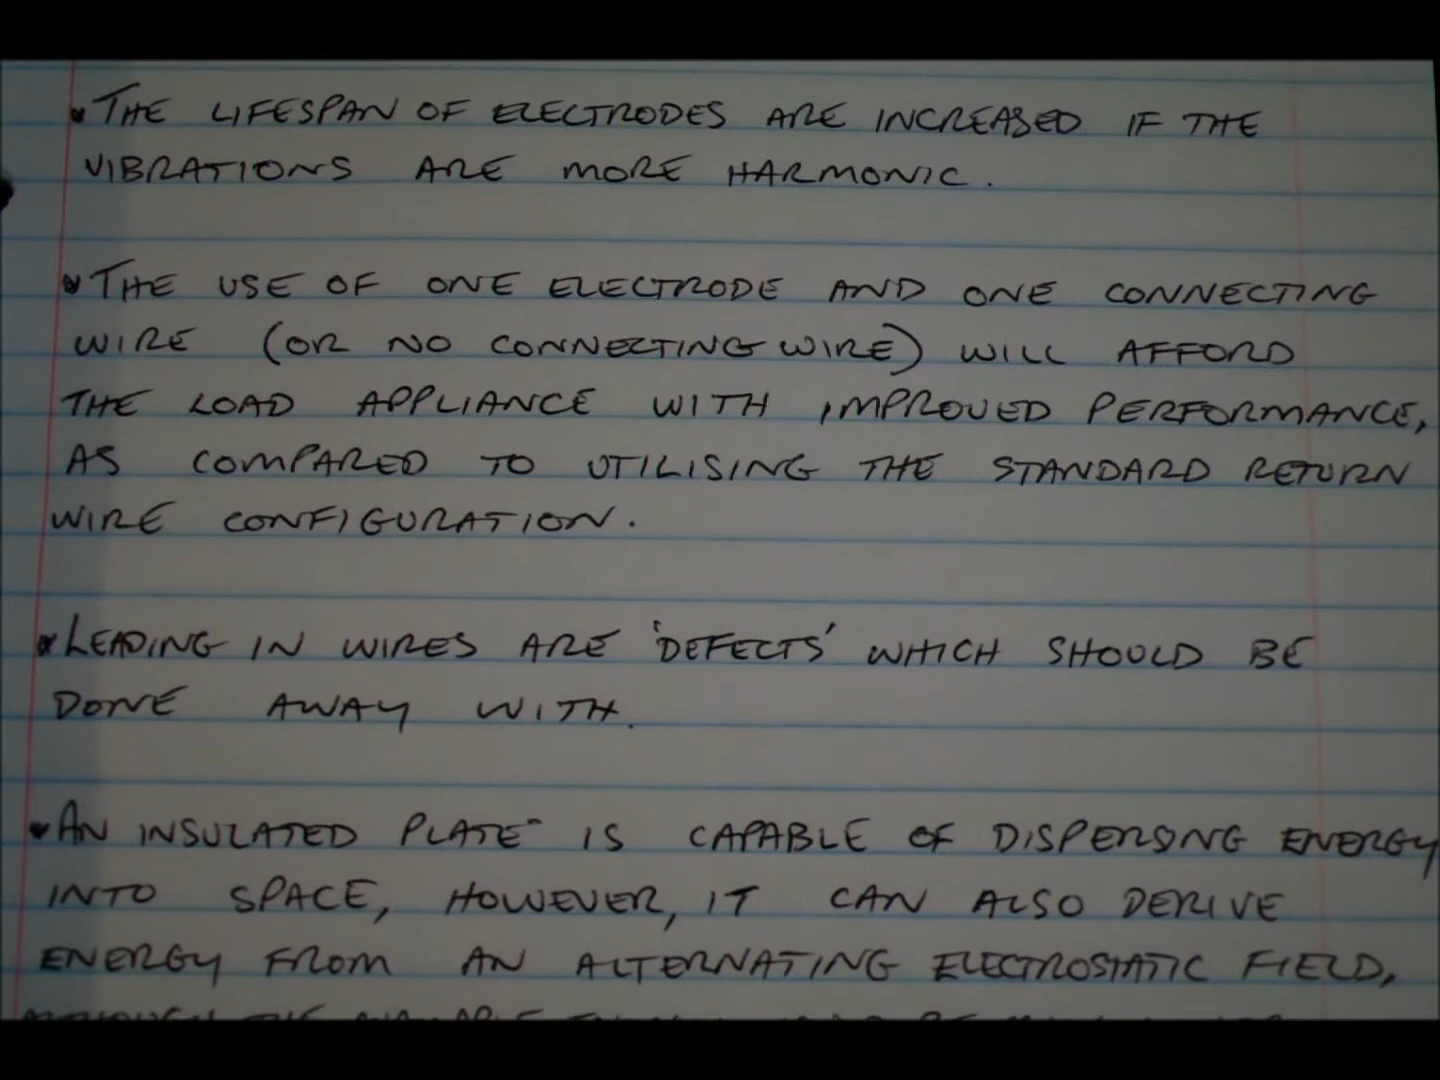 • THE LIFESPAN OF ELECTRODES ARE INCREASED IF THE
VIBRATIONS ARE MORE HARMONIC.
• THE USE OF ONE ELECTRODE AND ONE CONNECTING
WIRE (OR NO CONNECTING WIRE) WILL AFFORD
THE LOAD APPLIANCE WITH IMPROVED PERFORMANCE,
AS COMPARED TO UTILISING THE STANDARD RETURN
WIRE CONFIGURATION.
• LEADING IN WIRES ARE 'DEFECTS' WHICH SHOULD BE
DONE AWAY WITH.
• AN INSULATED PLATE IS CAPABLE OF DISPERSING ENERGY
INTO SPACE, HOWEVER, IT CAN ALSO DERIVE
ENERGY FROM AN ALTERNATING ELECTROSTATIC FIELD,